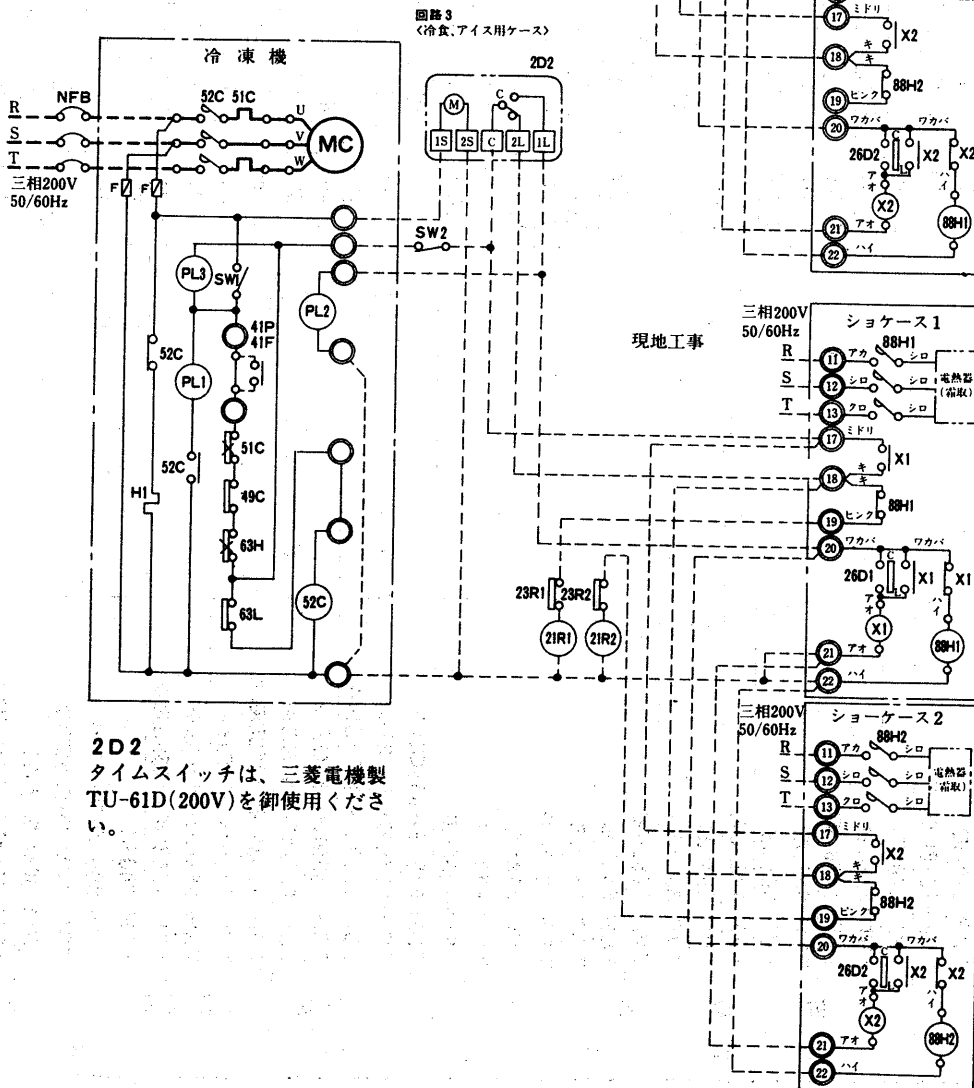 回路3
〈冷食、アイス用ケース〉
2D2
M
C
1S 2S C 2L 1L
冷凍機
NFB
52C 51C
R
S
T
U
V
W
MC
三相200V
50/60Hz
F F
SW2
PL3
SW1
PL2
41P
41F
52C
PL1
51C
52C
49C
H1
63H
63L
52C
23R1 23R2
21R1 21R2
現地工事
17 ミドリ
X2
18 キ
キ
88H2
19 ピンク
20 ワカバ ワカバ
C
26D2 X2 X2
L
アオ
ハイ
X2
88H1
21 アオ
22 ハイ
三相200V
50/60Hz
ショケース1
88H1
R 11 アカ シロ
S 12 シロ シロ
T 13 クロ シロ
電熱器
(霜取)
17 ミドリ
X1
18 キ
キ
88H1
19 ピンク
20 ワカバ ワカバ
C
26D1 X1 X1
L
アオ
ハイ
X1
88H1
21 アオ
22 ハイ
三相200V
50/60Hz
ショーケース2
88H2
R 11 アカ シロ
S 12 シロ シロ
T 13 クロ シロ
電熱器
(霜取)
17 ミドリ
X2
18 キ
キ
88H2
19 ピンク
20 ワカバ ワカバ
C
26D2 X2 X2
L
アオ
ハイ
X2
88H2
21 アオ
22 ハイ
2D2
タイムスイッチは、三菱電機製
TU-61D(200V)を御使用くださ
い。